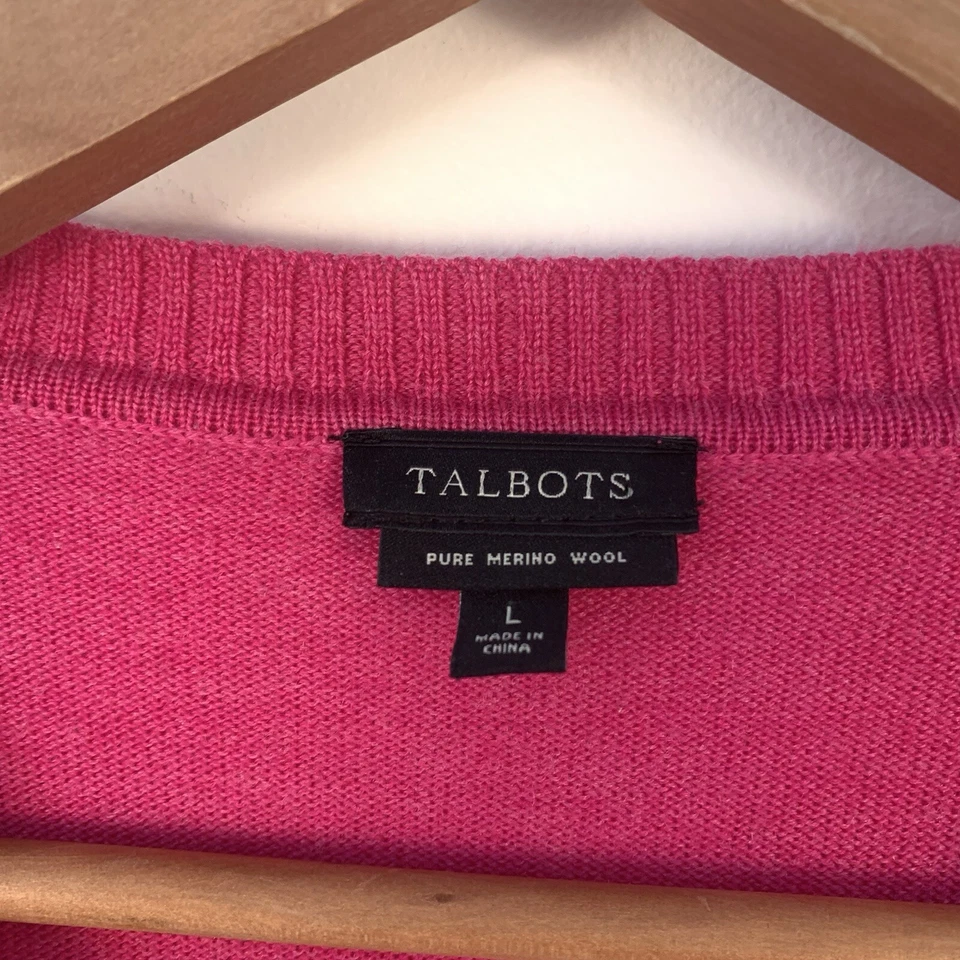 TALBOTS
PURE MERINO WOOL
L
MADE IN
CHINA